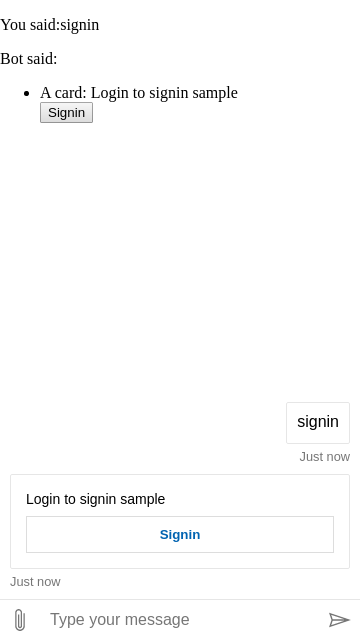 You said:signin
Bot said:
A card: Login to signin sample
Signin
signin
Just now
Login to signin sample
Signin
Just now
Type your message